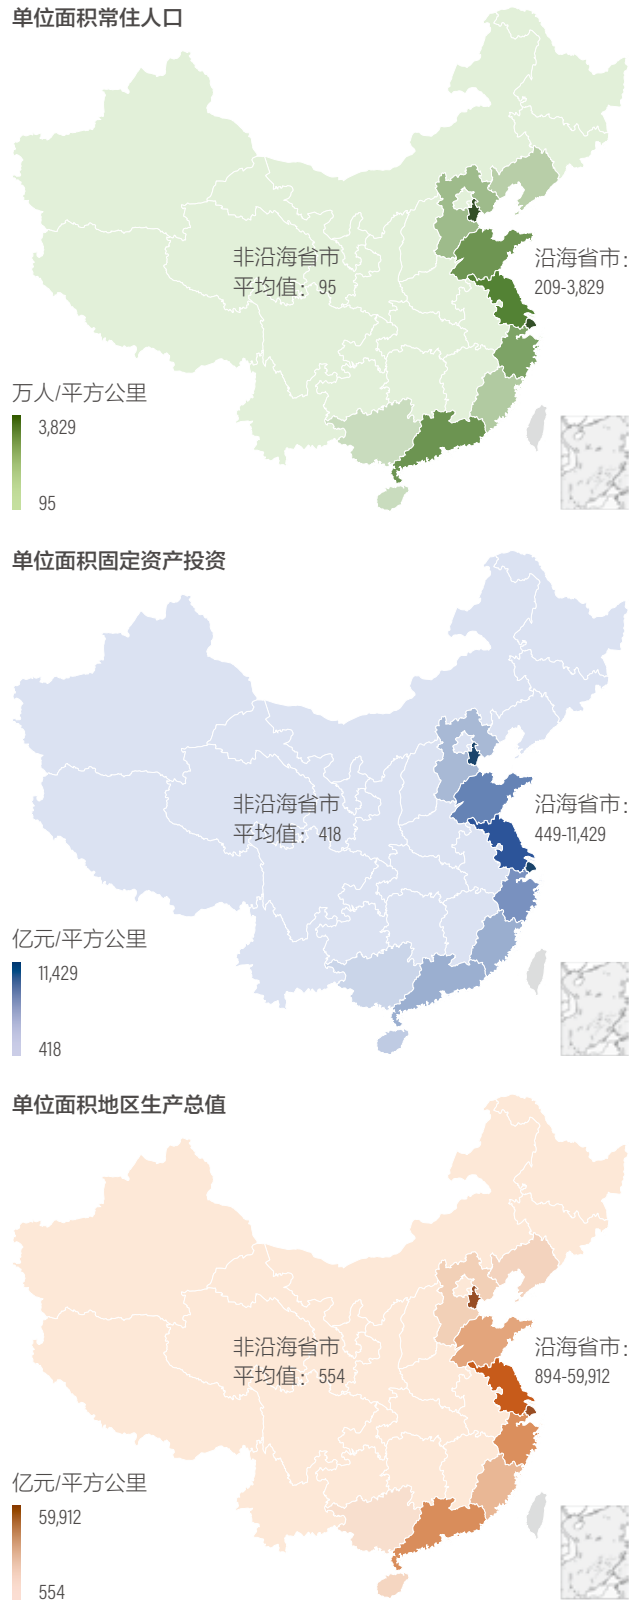 单位面积常住人口
非沿海省市
平均值：95
沿海省市：
209-3,829
万人/平方公里
3,829
95
单位面积固定资产投资
非沿海省市
平均值：418
沿海省市：
449-11,429
亿元/平方公里
11,429
418
单位面积地区生产总值
非沿海省市
平均值：554
沿海省市：
894-59,912
亿元/平方公里
59,912
554